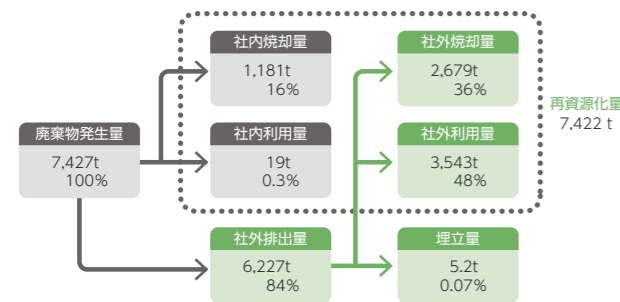 社内焼却量
1,181t
16%
社外焼却量
2,679t
36%
再資源化量
7,422 t
廃棄物発生量
7,427t
100%
社内利用量
19t
0.3%
社外利用量
3,543t
48%
社外排出量
6,227t
84%
埋立量
5.2t
0.07%